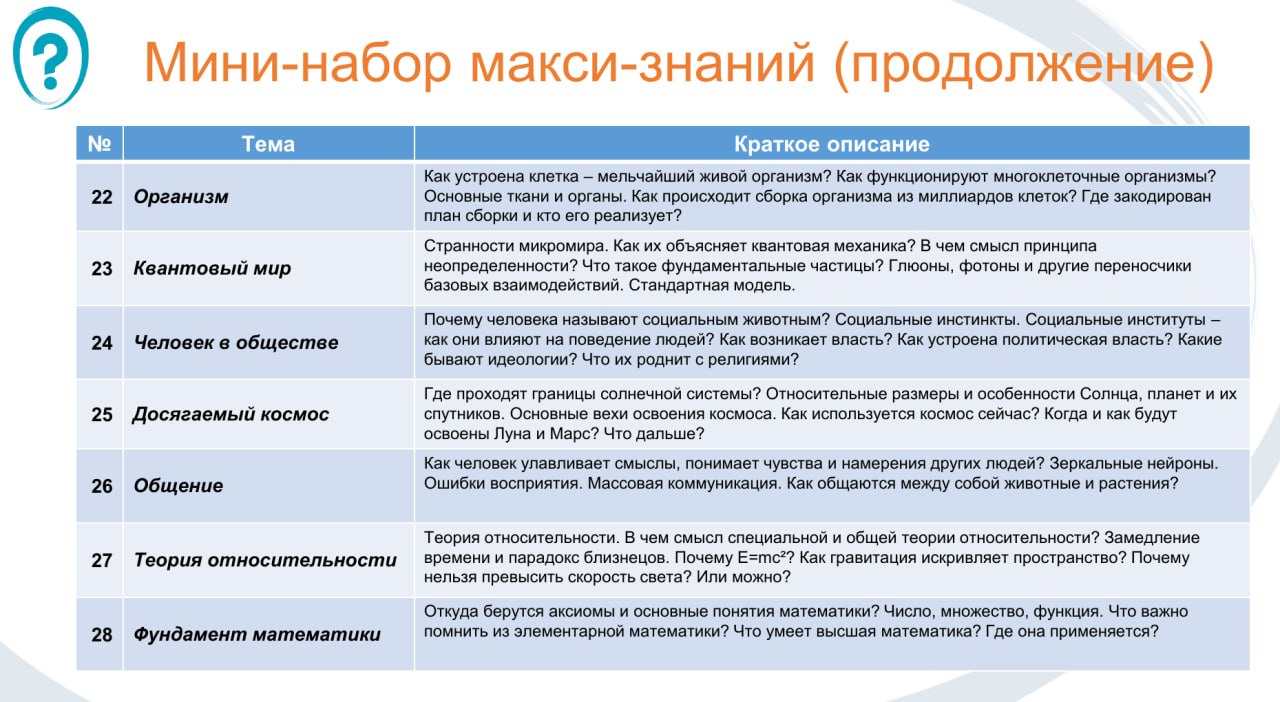 ?
Мини-набор макси-знаний (продолжение)
№ Тема Краткое описание
22 Организм
Как устроена клетка – мельчайший живой организм? Как функционируют многоклеточные организмы?
Основные ткани и органы. Как происходит сборка организма из миллиардов клеток? Где закодирован
план сборки и кто его реализует?
23 Квантовый мир
Странности микромира. Как их объясняет квантовая механика? В чем смысл принципа
неопределенности? Что такое фундаментальные частицы? Глюоны, фотоны и другие переносчики
базовых взаимодействий. Стандартная модель.
24 Человек в обществе
Почему человека называют социальным животным? Социальные инстинкты. Социальные институты –
как они влияют на поведение людей? Как возникает власть? Как устроена политическая власть? Какие
бывают идеологии? Что их роднит с религиями?
25 Досягаемый космос
Где проходят границы солнечной системы? Относительные размеры и особенности Солнца, планет и их
спутников. Основные вехи освоения космоса. Как используется космос сейчас? Когда и как будут
освоены Луна и Марс? Что дальше?
26 Общение
Как человек улавливает смыслы, понимает чувства и намерения других людей? Зеркальные нейроны.
Ошибки восприятия. Массовая коммуникация. Как общаются между собой животные и растения?
27 Теория относительности
Теория относительности. В чем смысл специальной и общей теории относительности? Замедление
времени и парадокс близнецов. Почему E=mc²? Как гравитация искривляет пространство? Почему
нельзя превысить скорость света? Или можно?
28 Фундамент математики
Откуда берутся аксиомы и основные понятия математики? Число, множество, функция. Что важно
помнить из элементарной математики? Что умеет высшая математика? Где она применяется?